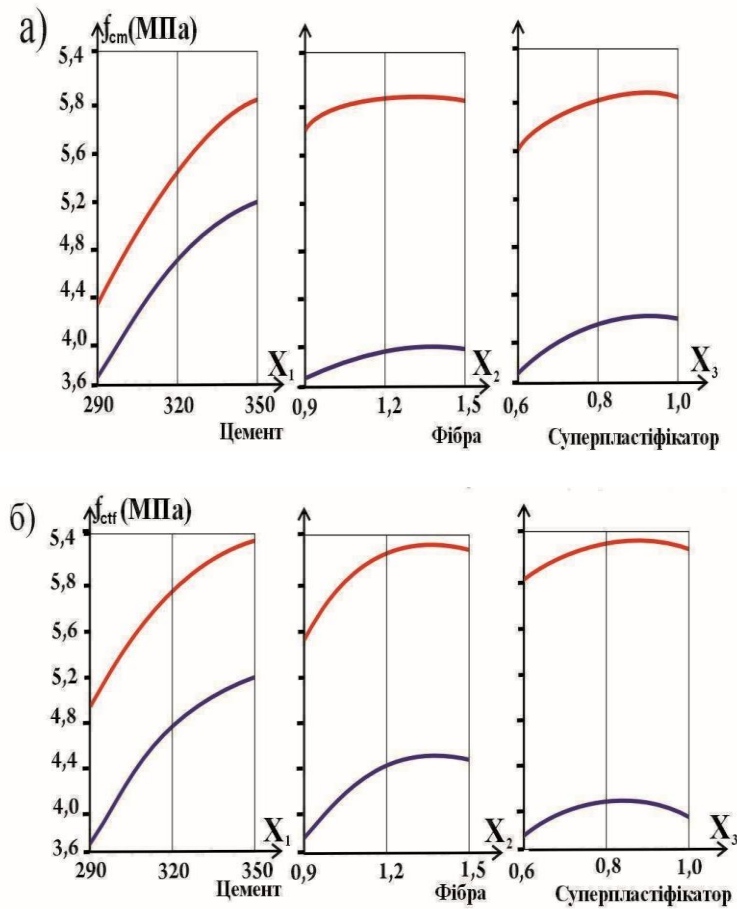 а) fcm(МПа)
5,4
5,8
5,6
5,2
4,8
4,4
4,0
3,6
X1 X2 X3
290 320 350 0,9 1,2 1,5 0,6 0,8 1,0
Цемент Фібра Суперпластіфікатор
б) fctf (МПа)
5,4
5,8
5,6
5,2
4,8
4,4
4,0
3,6
X1 X2 X3
290 320 350 0,9 1,2 1,5 0,6 0,8 1,0
Цемент Фібра Суперпластіфікатор